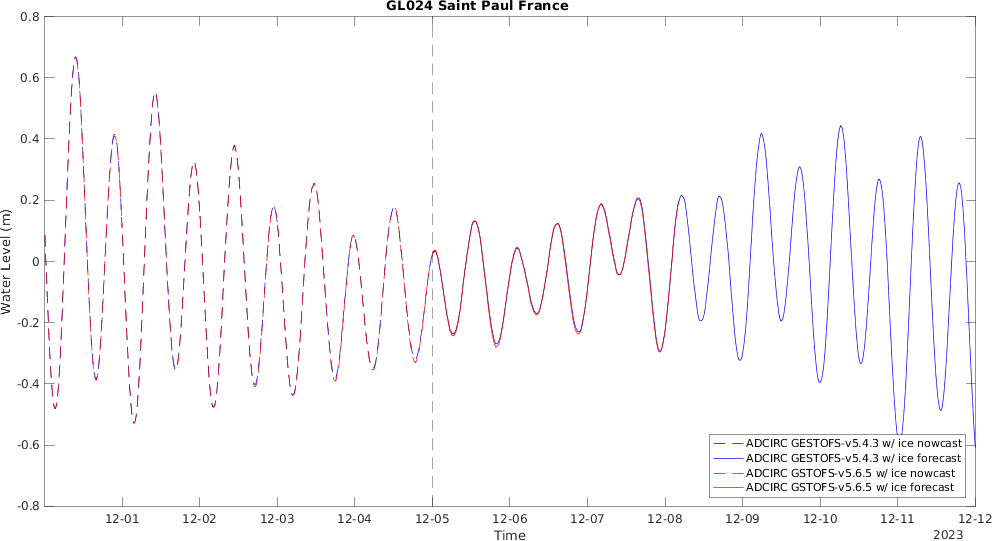 GL024 Saint Paul France
0.8
0.6
0.4
0.2
0
-0.2
-0.4
-0.6
-0.8
Water Level (m)
12-01 12-02 12-03 12-04 12-05 12-06 12-07 12-08 12-09 12-10 12-11 12-12
Time
2023
ADCIRC GESTOFS-v5.4.3 w/ ice nowcast
ADCIRC GESTOFS-v5.4.3 w/ ice forecast
ADCIRC GSTOFS-v5.6.5 w/ ice nowcast
ADCIRC GSTOFS-v5.6.5 w/ ice forecast